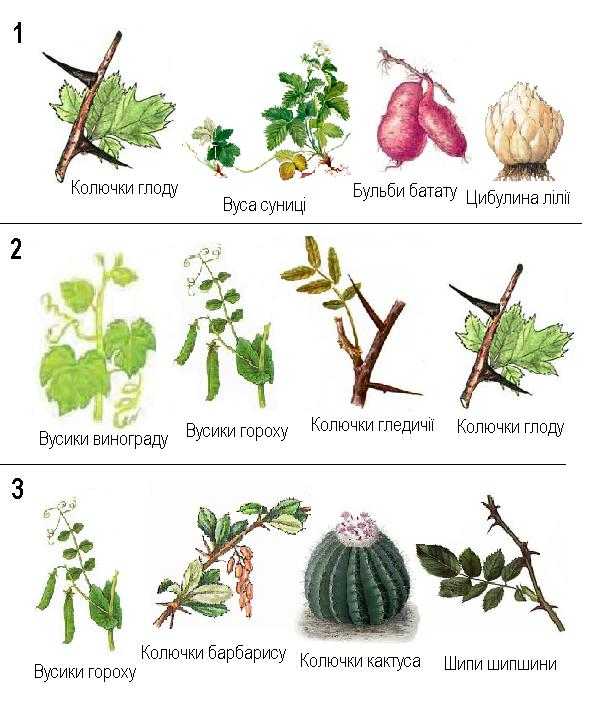 1
Колючки глоду
Вуса суниці
Бульби батату
Цибулина лілії
2
Вусики винограду
Вусики гороху
Колючки гледичії
Колючки глоду
3
Вусики гороху
Колючки барбарису
Колючки кактуса
Шипи шипшини